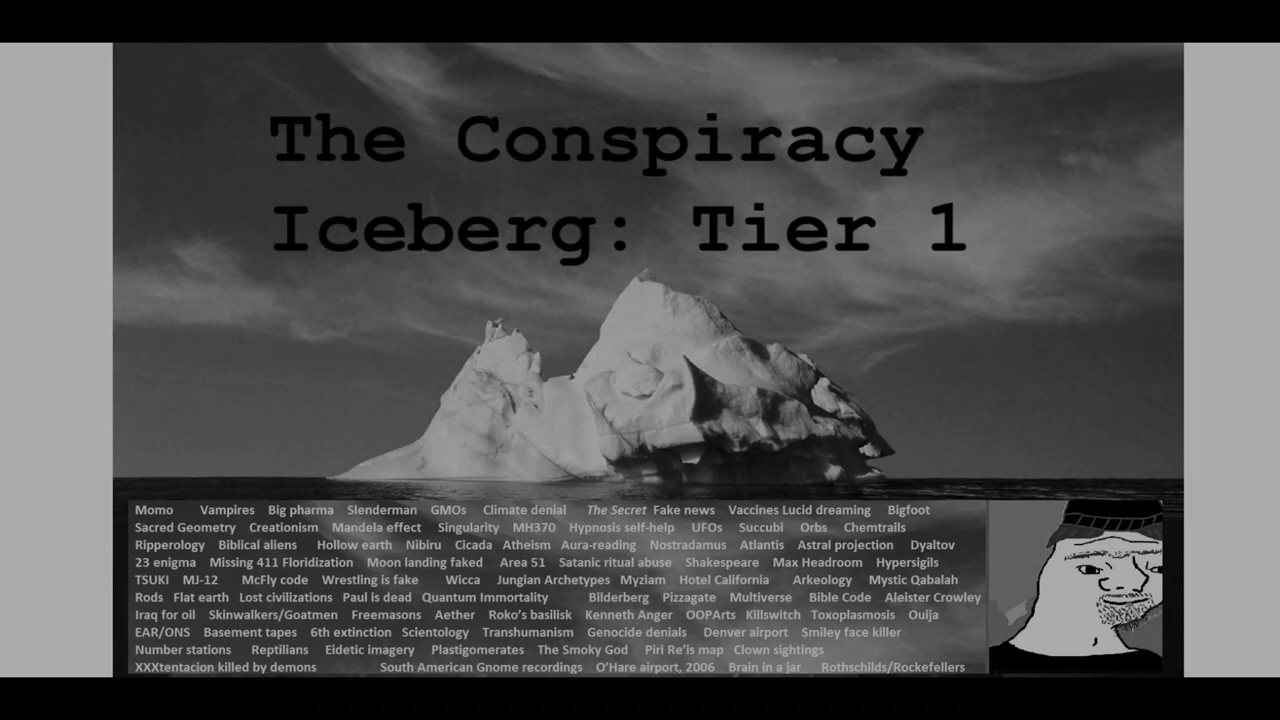 The Conspiracy
Iceberg: Tier 1
Momo Vampires Big pharma Slenderman GMOs Climate denial The Secret Fake news Vaccines Lucid dreaming Bigfoot
Sacred Geometry Creationism Mandela effect Singularity MH370 Hypnosis self-help UFOs Succubi Orbs Chemtrails
Ripperology Biblical aliens Hollow earth Nibiru Cicada Atheism Aura-reading Nostradamus Atlantis Astral projection Dyaltov
23 enigma Missing 411 Floridization Moon landing faked Area 51 Satanic ritual abuse Shakespeare Max Headroom Hypersigils
TSUKI MJ-12 McFly code Wrestling is fake Wicca Jungian Archetypes Myziam Hotel California Arkeology Mystic Qabalah
Rods Flat earth Lost civilizations Paul is dead Quantum Immortality Bilderberg Pizzagate Multiverse Bible Code Aleister Crowley
Iraq for oil Skinwalkers/Goatmen Freemasons Aether Roko's basilisk Kenneth Anger OOPArts Killswitch Toxoplasmosis Ouija
EAR/ONS Basement tapes 6th extinction Scientology Transhumanism Genocide denials Denver airport Smiley face killer
Number stations Reptilians Eidetic imagery Plastigomerates The Smoky God Piri Re'is map Clown sightings
XXXtentacion killed by demons South American Gnome recordings O'Hare airport, 2006 Brain in a jar Rothschilds/Rockefellers